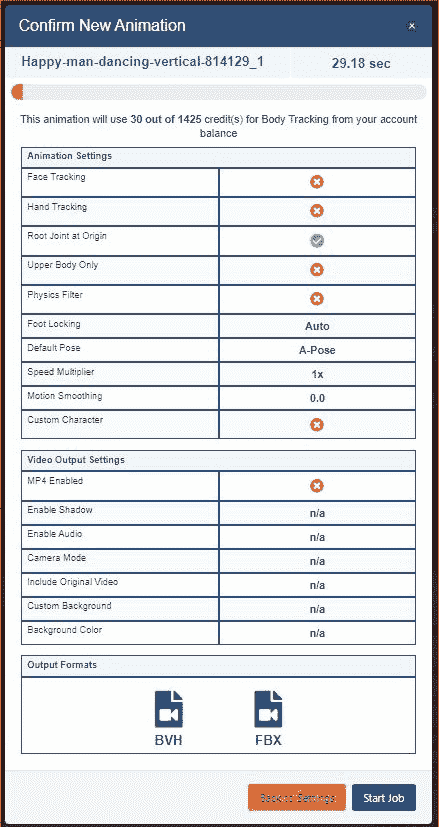 Confirm New Animation
Happy-man-dancing-vertical-814129_1 29.18 sec
This animation will use 30 out of 1425 credit(s) for Body Tracking from your account
balance
Animation Settings
Face Tracking
Hand Tracking
Root Joint at Origin
Upper Body Only
Physics Filter
Foot Locking Auto
Default Pose A-Pose
Speed Multiplier 1x
Motion Smoothing 0.0
Custom Character
Video Output Settings
MP4 Enabled
Enable Shadow n/a
Enable Audio n/a
Camera Mode n/a
Include Original Video n/a
Custom Background n/a
Background Color n/a
Output Formats
BVH FBX
Back to Settings Start Job